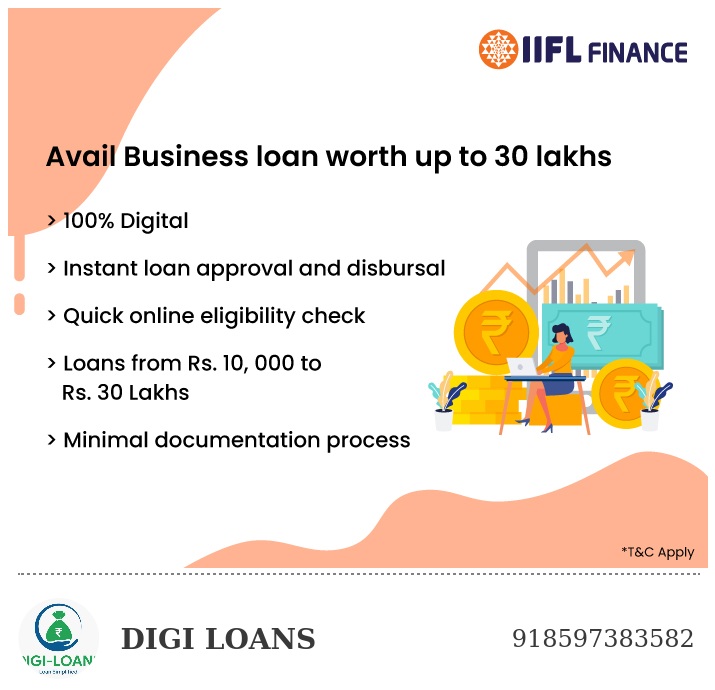 IIFL FINANCE
Avail Business loan worth up to 30 lakhs
> 100% Digital
> Instant loan approval and disbursal
> Quick online eligibility check
> Loans from Rs. 10, 000 to
Rs. 30 Lakhs
> Minimal documentation process
*T&C Apply
IGI-LOAN
Loan Simplified
DIGI LOANS
918597383582